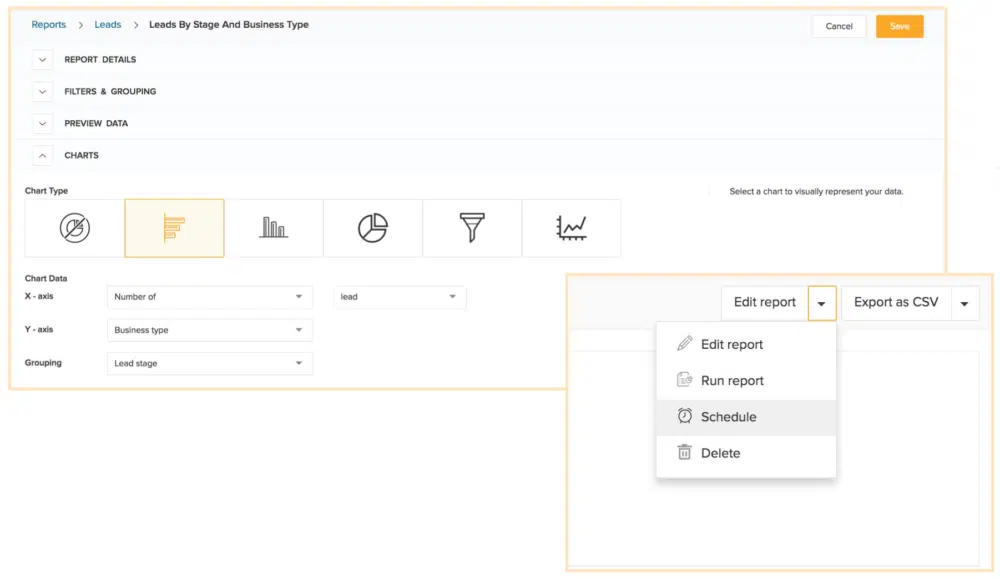 Reports > Leads > Leads By Stage And Business Type
Cancel
Save
REPORT DETAILS
FILTERS & GROUPING
PREVIEW DATA
CHARTS
Chart Type
Select a chart to visually represent your data.
Chart Data
X - axis
Number of
lead
Y - axis
Business type
Grouping
Lead stage
Edit report
Export as CSV
Edit report
Run report
Schedule
Delete